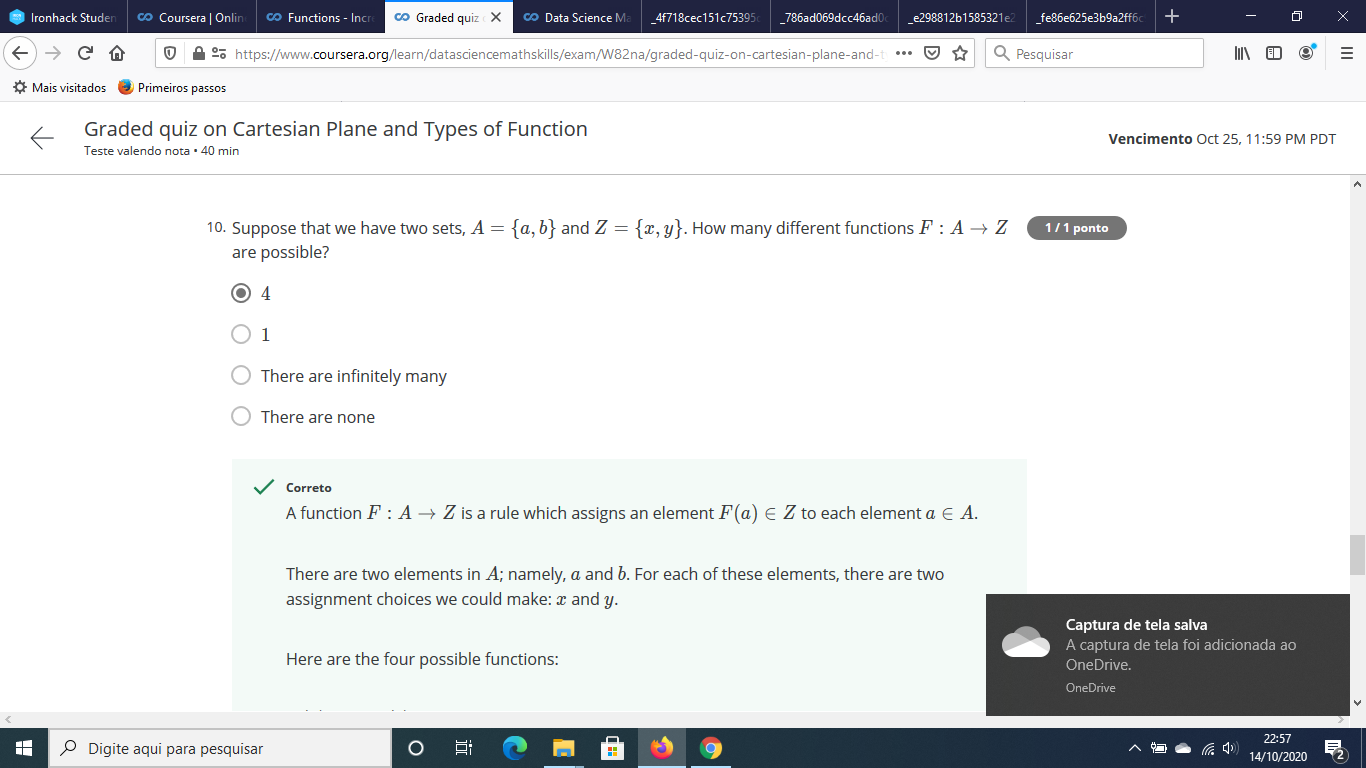 Ironhack Studen
Coursera | Onlin
Functions - Incre
Graded quiz
Data Science Ma
_4f718cec151c75395
_786ad069dcc46ad0
_e298812b1585321e2
_fe86e625e3b9a2ff6c
https://www.coursera.org/learn/datasciencemathskills/exam/W82na/graded-quiz-on-cartesian-plane-and-t
Pesquisar
Mais visitados
Primeiros passos
Graded quiz on Cartesian Plane and Types of Function
Teste valendo nota • 40 min
Vencimento Oct 25, 11:59 PM PDT
10. Suppose that we have two sets, A = {a, b} and Z = {x, y}. How many different functions F : A → Z
are possible?
1 / 1 ponto
4
1
There are infinitely many
There are none
Correto
A function F : A → Z is a rule which assigns an element F(a) ∈ Z to each element a ∈ A.
There are two elements in A; namely, a and b. For each of these elements, there are two
assignment choices we could make: x and y.
Here are the four possible functions:
Captura de tela salva
A captura de tela foi adicionada ao
OneDrive.
OneDrive
Digite aqui para pesquisar
22:57
14/10/2020
2